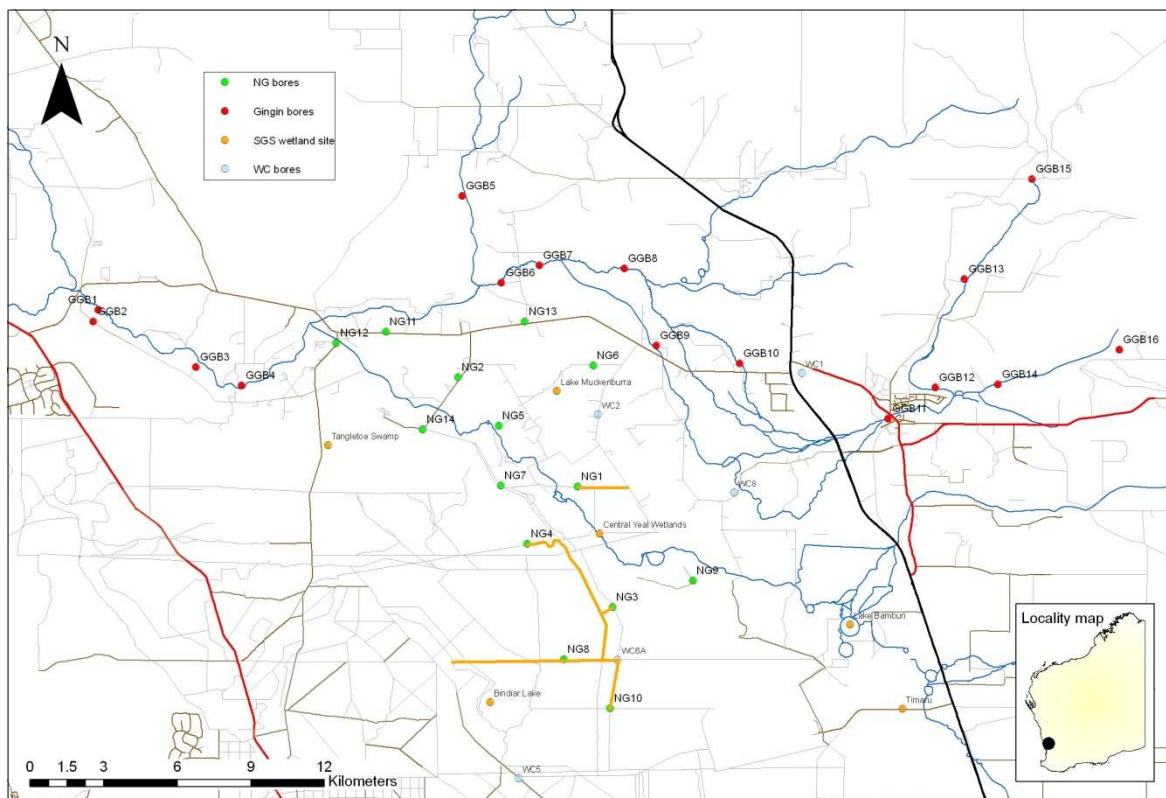 N
NG bores
Gingin bores
SGS wetland site
WC bores
GGB15
GGB5
GGB7
GGB8
GGB6
GGB13
GGB1
GGB2
NG13
NG11
NG12
GGB9
GGB16
GGB3
GGB4
NG2
NG6
GGB10
WC1
GGB12
GGB14
Lake Muckenburra
WC2
GGB11
NG14
NG5
Tangletoe Swamp
NG7
NG1
WC8
Central Yeal Wetlands
NG4
NG9
NG3
Lake Bambun
Locality map
NG8
WC6A
Bindiar Lake
NG10
Timaru
WC5
0 1.5 3 6 9 12
Kilometers